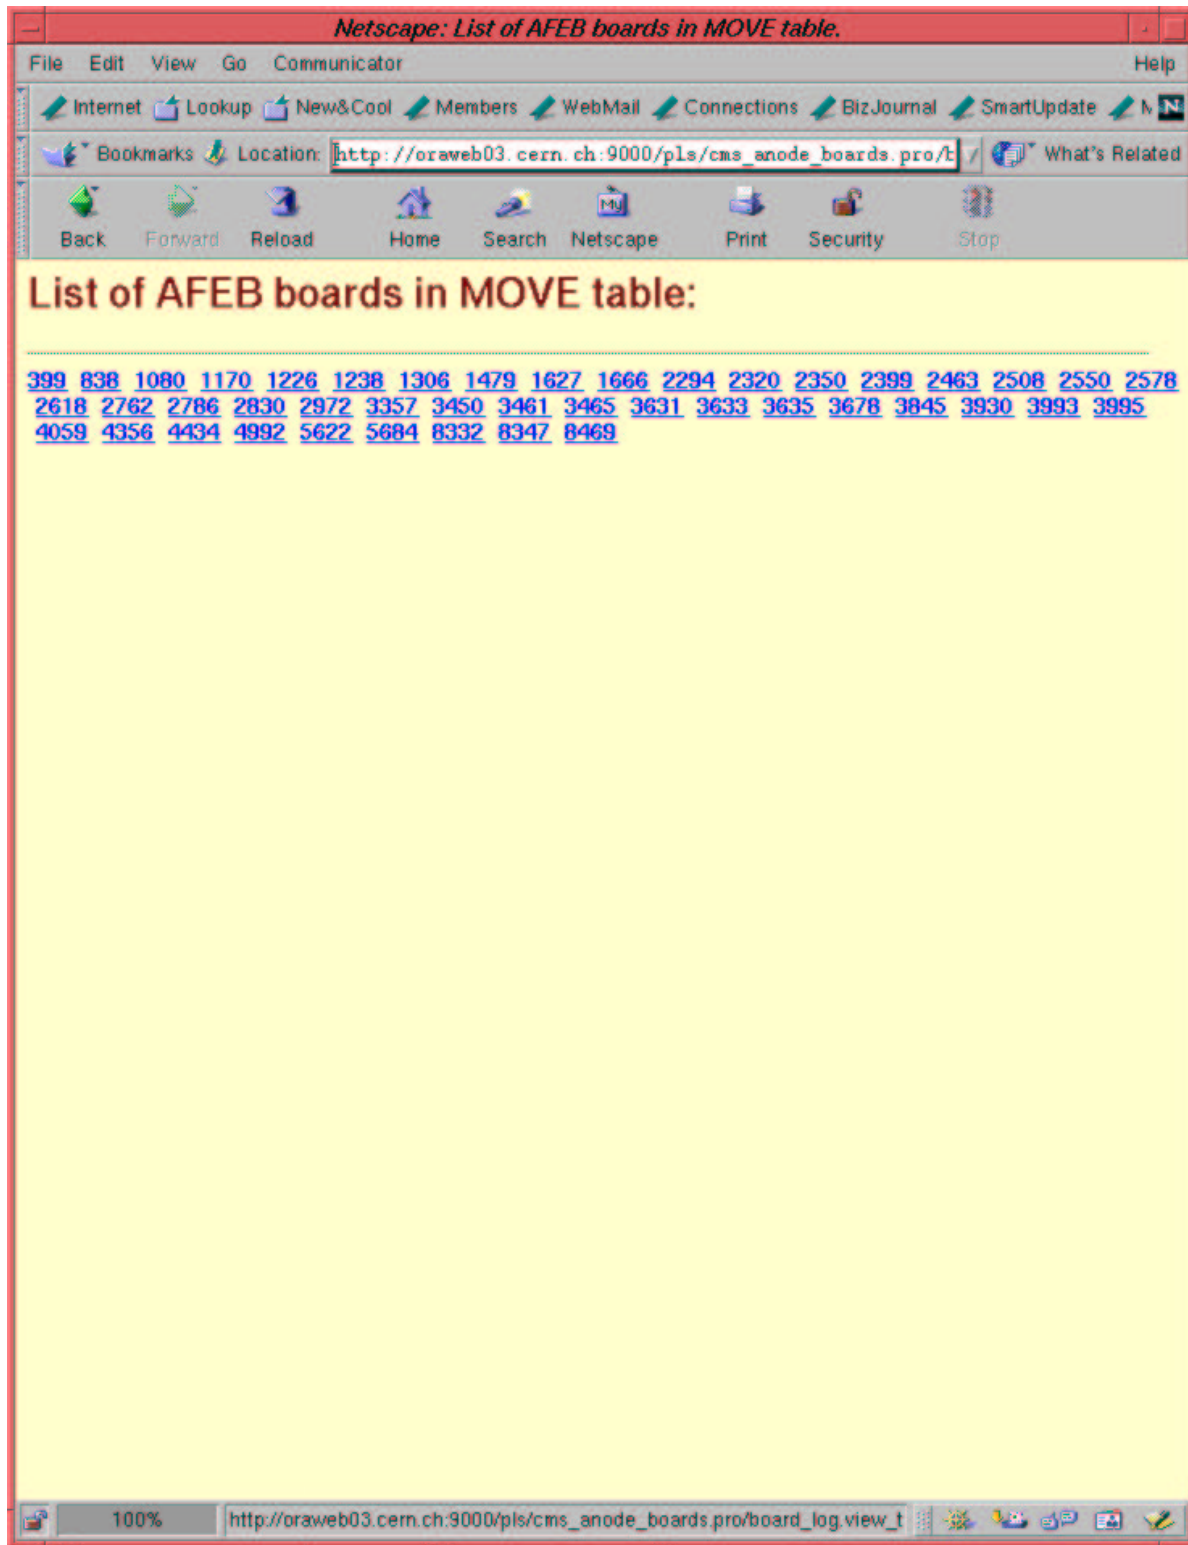 Netscape: List of AFEB boards in MOVE table.
File Edit View Go Communicator Help
Internet Lookup New&Cool Members WebMail Connections BizJournal SmartUpdate
Bookmarks Location: http://oraweb03.cern.ch:9000/pls/cms_anode_boards.pro/b What's Related
Back Forward Reload Home Search Netscape Print Security Stop
List of AFEB boards in MOVE table:
399 838 1080 1170 1226 1238 1306 1479 1627 1666 2294 2320 2350 2399 2463 2508 2550 2578
2618 2762 2786 2830 2972 3357 3450 3461 3465 3631 3633 3635 3678 3845 3930 3993 3995
4059 4356 4434 4992 5622 5684 8332 8347 8469
100% http://oraweb03.cern.ch:9000/pls/cms_anode_boards.pro/board_log.view_t